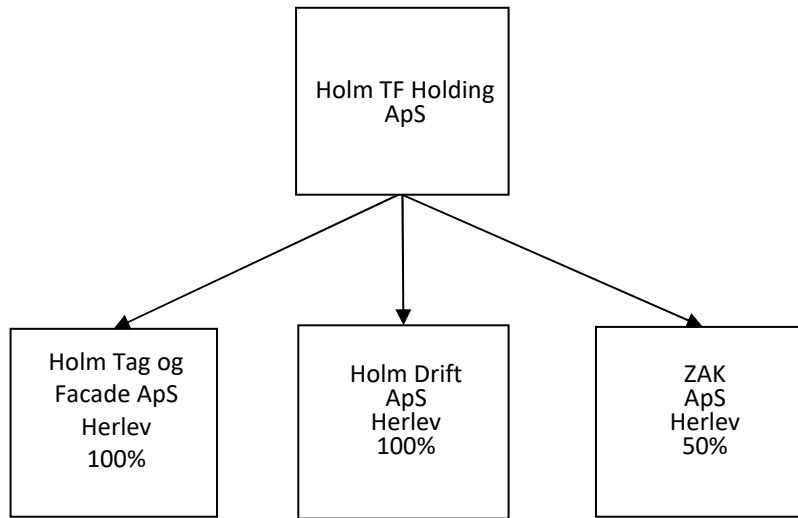 Holm TF Holding
ApS
Holm Tag og
Facade ApS
Herlev
100%
Holm Drift
ApS
Herlev
100%
ZAK
ApS
Herlev
50%